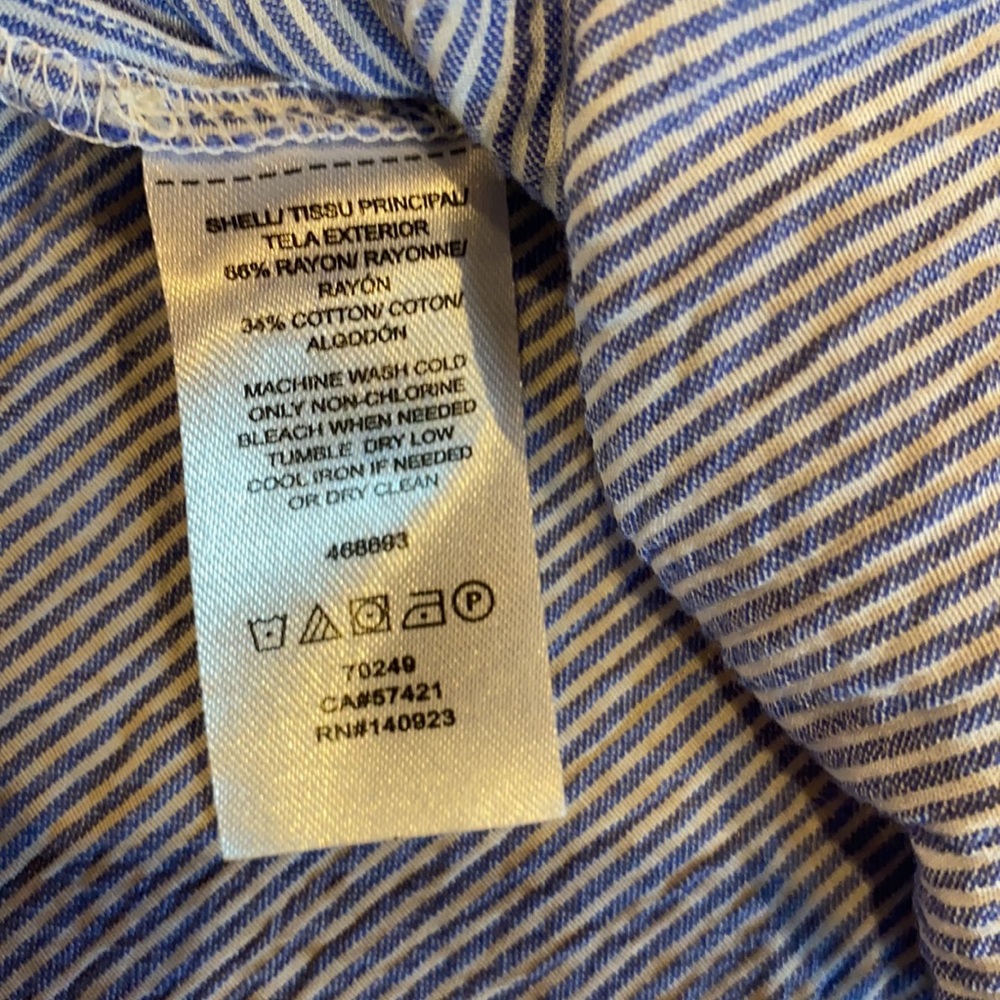 SHELL/ TISSU PRINCIPAL/
TELA EXTERIOR
66% RAYON/ RAYONNE/
RAYÓN
34% COTTON/ COTON/
ALGODÓN
MACHINE WASH COLD
ONLY NON-CHLORINE
BLEACH WHEN NEEDED
TUMBLE DRY LOW
COOL IRON IF NEEDED
OR DRY CLEAN
468693
P
70249
CA#57421
RN#140923